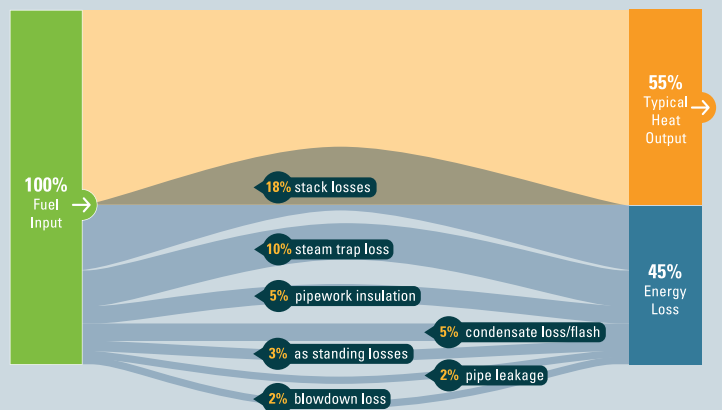 100%
Fuel
Input
18% stack losses
10% steam trap loss
5% pipework insulation
5% condensate loss/flash
3% as standing losses
2% pipe leakage
2% blowdown loss
55%
Typical
Heat
Output
45%
Energy
Loss